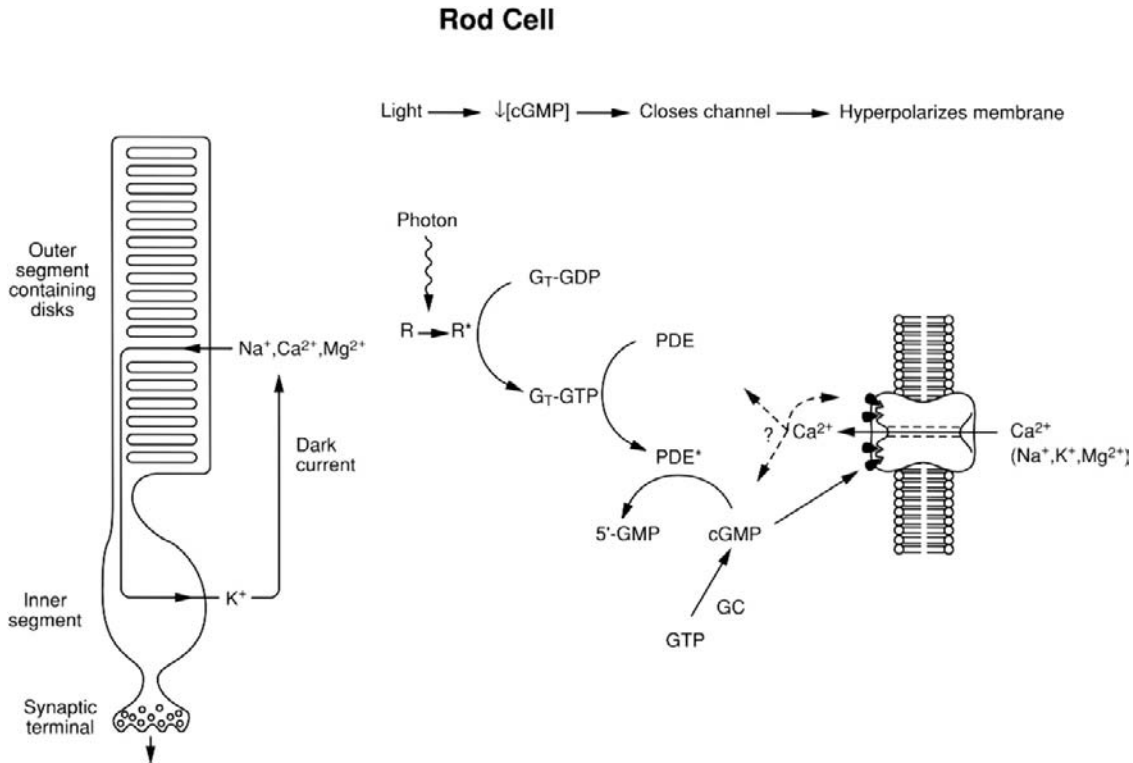 Rod Cell
Light → ↓[cGMP] → Closes channel → Hyperpolarizes membrane
Outer
segment
containing
disks
Na⁺,Ca²⁺,Mg²⁺
Dark
current
K⁺
Inner
segment
Synaptic
terminal
Photon
R → R*
G_T-GDP
G_T-GTP
PDE
PDE*
5'-GMP
cGMP
GC
GTP
?
Ca²⁺
Ca²⁺
(Na⁺,K⁺,Mg²⁺)